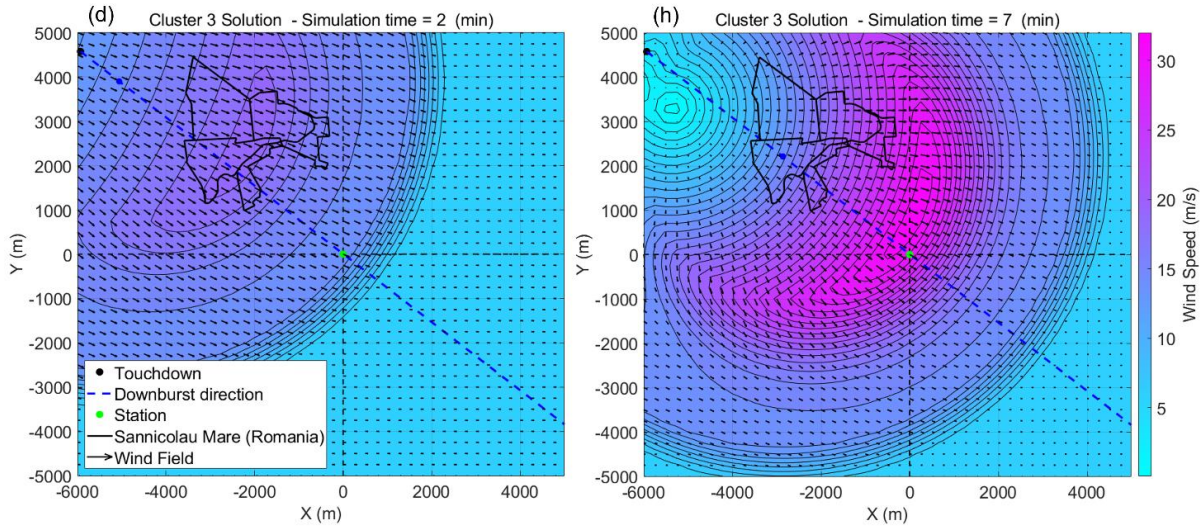 (d) Cluster 3 Solution - Simulation time = 2 (min)
5000
4000
3000
2000
1000
0
-1000
-2000
-3000
-4000
-5000
Y (m)
Touchdown
Downburst direction
Station
Sannicolau Mare (Romania)
Wind Field
-6000 -4000 -2000 0 2000 4000
X (m)
(h) Cluster 3 Solution - Simulation time = 7 (min)
5000
4000
3000
2000
1000
0
-1000
-2000
-3000
-4000
-5000
Y (m)
-6000 -4000 -2000 0 2000 4000
X (m)
30
25
20
15
10
5
Wind Speed (m/s)